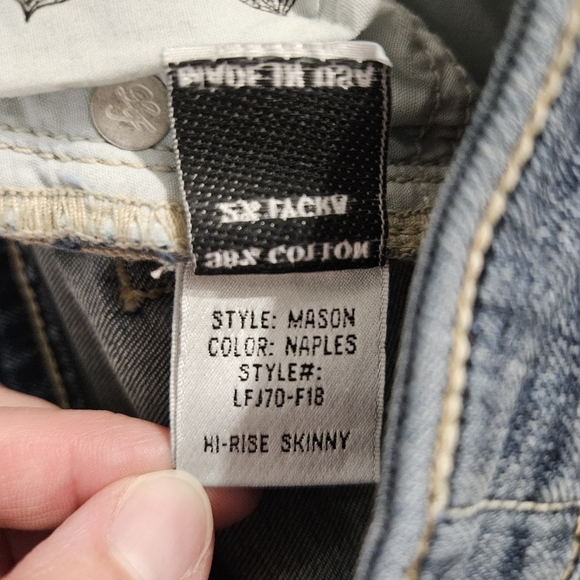 MADE IN USA
2% LYCRA
98% COTTON
STYLE: MASON
COLOR: NAPLES
STYLE#:
LFJ70-F18
HI-RISE SKINNY